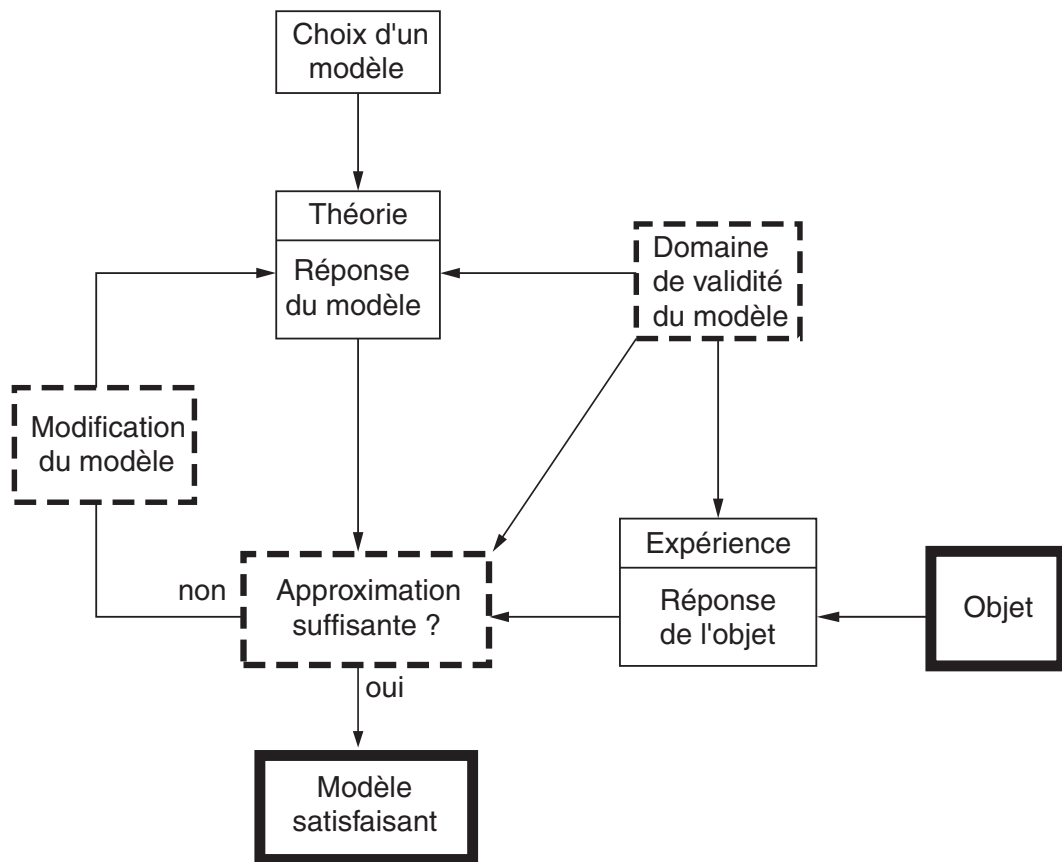 Choix d'un
modèle
Théorie
Réponse
du modèle
Domaine
de validité
du modèle
Modification
du modèle
Expérience
Réponse
de l'objet
Objet
non
Approximation
suffisante ?
oui
Modèle
satisfaisant